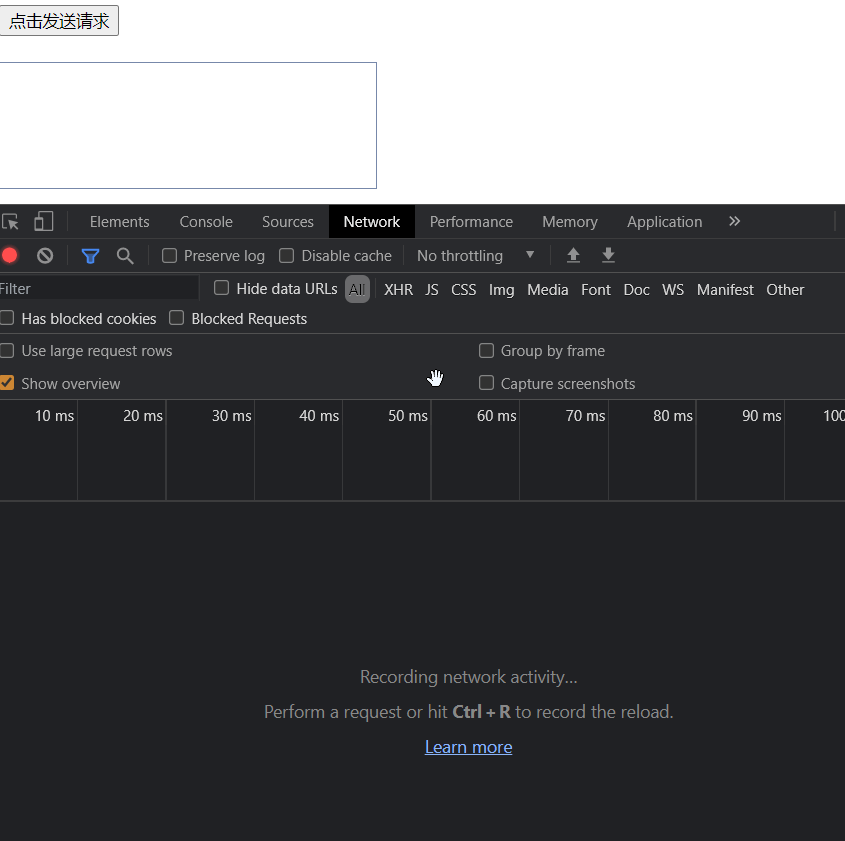 点击发送请求
Elements Console Sources Network Performance Memory Application
Preserve log Disable cache No throttling
Filter Hide data URLs All XHR JS CSS Img Media Font Doc WS Manifest Other
Has blocked cookies Blocked Requests
Use large request rows Group by frame
Show overview Capture screenshots
10 ms 20 ms 30 ms 40 ms 50 ms 60 ms 70 ms 80 ms 90 ms 100
Recording network activity...
Perform a request or hit Ctrl + R to record the reload.
Learn more